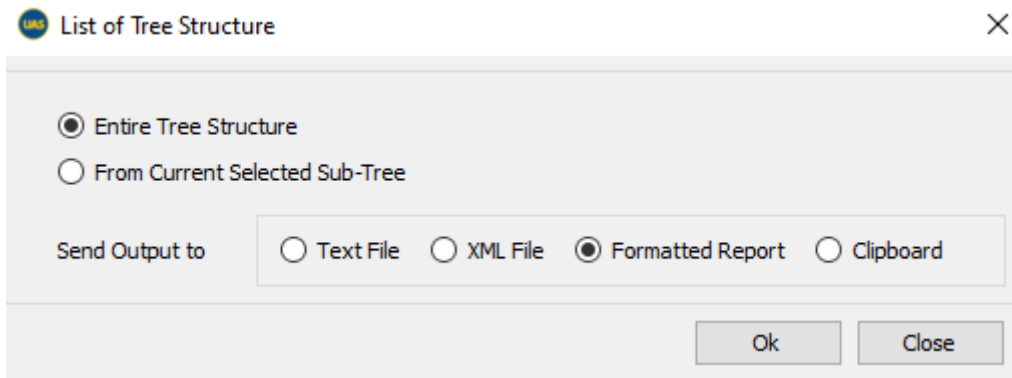 UAS List of Tree Structure
Entire Tree Structure
From Current Selected Sub-Tree
Send Output to Text File XML File Formatted Report Clipboard
Ok Close